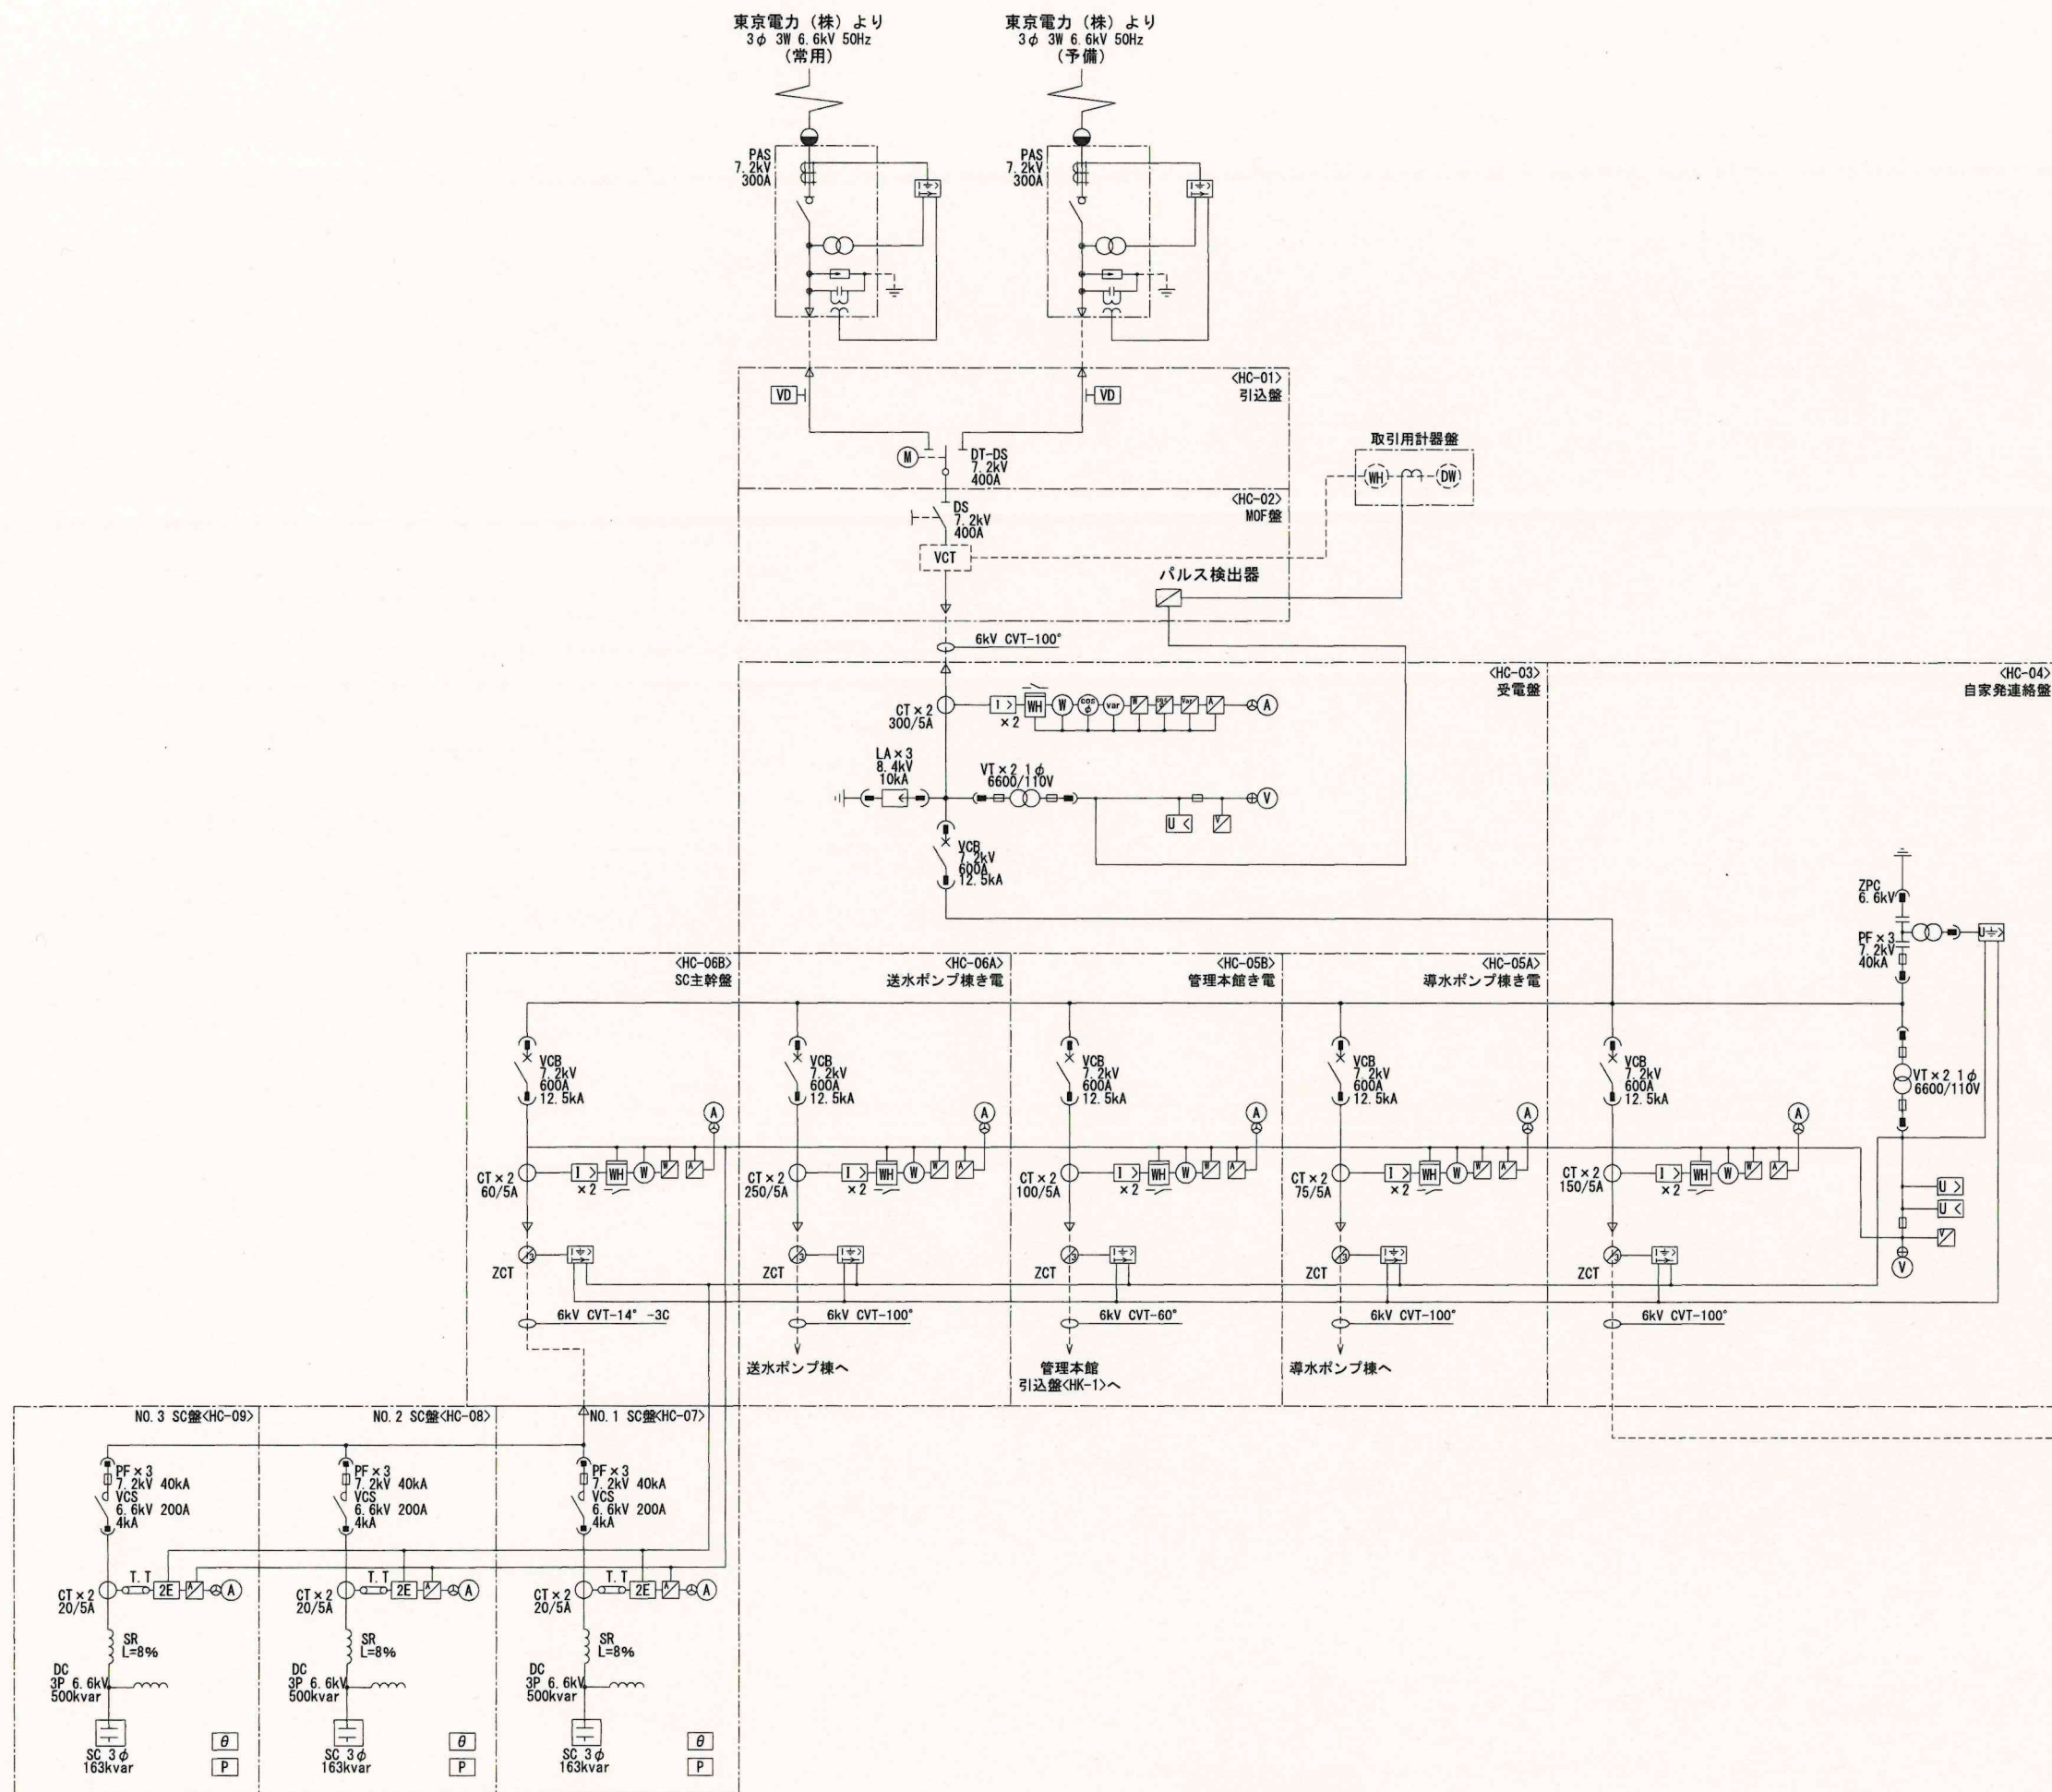 東京電力（株）より
3φ 3W 6.6kV 50Hz
（常用）
東京電力（株）より
3φ 3W 6.6kV 50Hz
（予備）
PAS
7.2kV
300A
I
PAS
7.2kV
300A
I
<HC-01>
引込盤
VD
VD
M
DT-DS
7.2kV
400A
取引用計器盤
WH
DW
<HC-02>
MOF盤
DS
7.2kV
400A
VCT
パルス検出器
6kV CVT-100°
<HC-03>
受電盤
<HC-04>
自家発連絡盤
CT×2
300/5A
I >
×2
WH
W
cosφ
var
W
cosφ
Var
A
A
LA×3
8.4kV
10kA
VT×2 1φ
6600/110V
U <
V
V
VCB
7.2kV
600A
12.5kA
ZPC
6.6kV
PF×3
7.2kV
40kA
U
VT×2 1φ
6600/110V
U >
U <
V
V
<HC-06B>
SC主幹盤
<HC-06A>
送水ポンプ棟き電
<HC-05B>
管理本館き電
<HC-05A>
導水ポンプ棟き電
VCB
7.2kV
600A
12.5kA
VCB
7.2kV
600A
12.5kA
VCB
7.2kV
600A
12.5kA
VCB
7.2kV
600A
12.5kA
VCB
7.2kV
600A
12.5kA
A
A
A
A
A
CT×2
60/5A
I >
×2
WH
W
W
A
CT×2
250/5A
I >
×2
WH
W
W
A
CT×2
100/5A
I >
×2
WH
W
W
A
CT×2
75/5A
I >
×2
WH
W
W
A
CT×2
150/5A
I >
×2
WH
W
W
A
ZCT
3
I
ZCT
3
I
ZCT
3
I
ZCT
3
I
ZCT
3
I
6kV CVT-14° -3C
6kV CVT-100°
6kV CVT-60°
6kV CVT-100°
6kV CVT-100°
送水ポンプ棟へ
管理本館
引込盤<HK-1>へ
導水ポンプ棟へ
NO.3 SC盤<HC-09>
NO.2 SC盤<HC-08>
NO.1 SC盤<HC-07>
PF×3
7.2kV 40kA
VCS
6.6kV 200A
4kA
PF×3
7.2kV 40kA
VCS
6.6kV 200A
4kA
PF×3
7.2kV 40kA
VCS
6.6kV 200A
4kA
CT×2
20/5A
T.T
2E
A
A
CT×2
20/5A
T.T
2E
A
A
CT×2
20/5A
T.T
2E
A
A
SR
L=8%
SR
L=8%
SR
L=8%
DC
3P 6.6kV
500kvar
DC
3P 6.6kV
500kvar
DC
3P 6.6kV
500kvar
SC 3φ
163kvar
θ
P
SC 3φ
163kvar
θ
P
SC 3φ
163kvar
θ
P